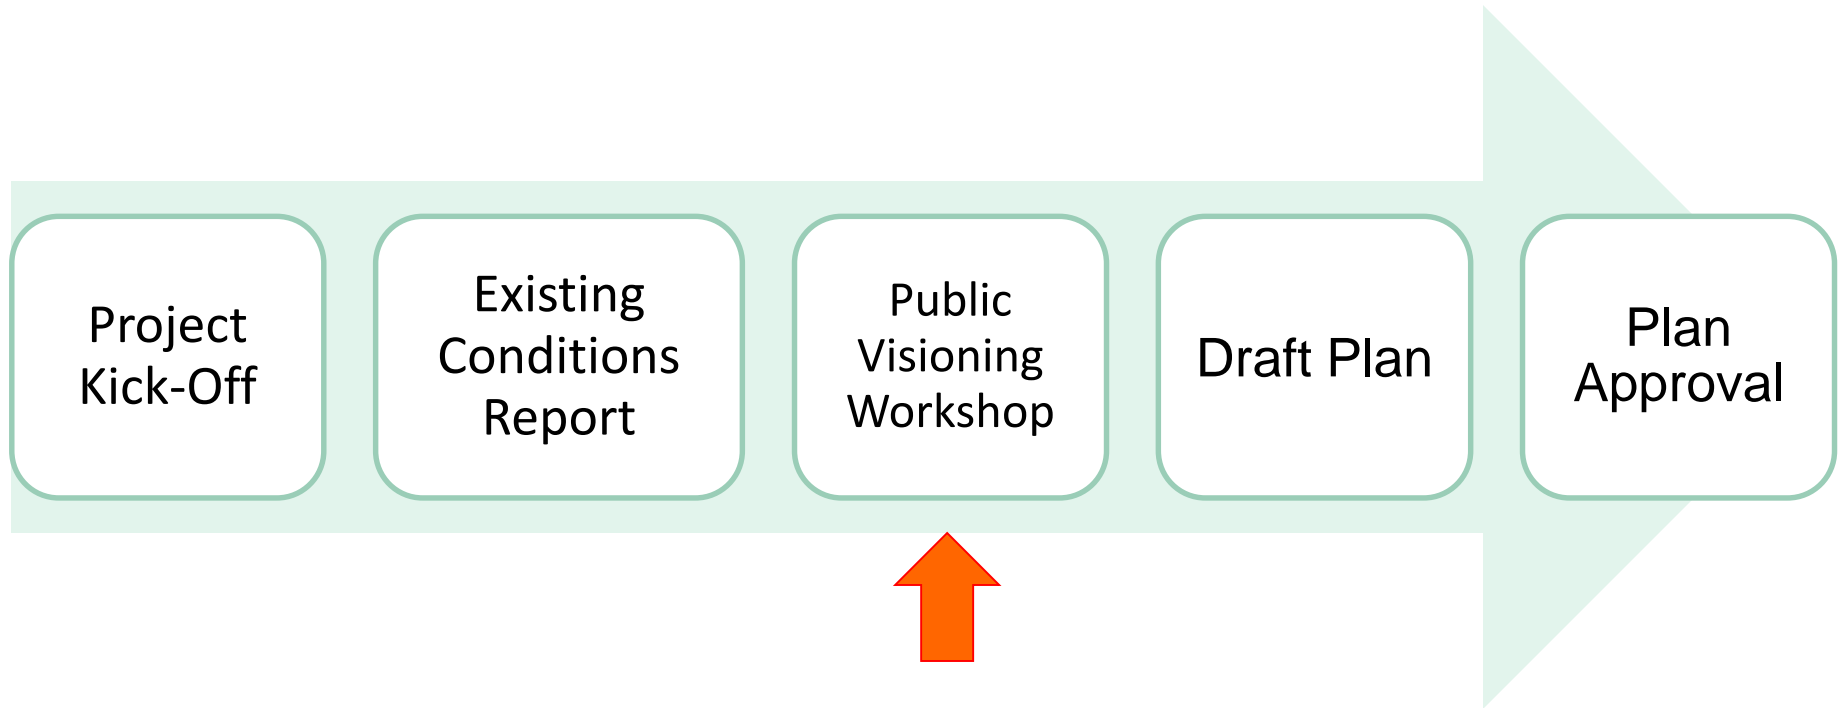 Project
Kick-Off
Existing
Conditions
Report
Public
Visioning
Workshop
Draft Plan
Plan
Approval